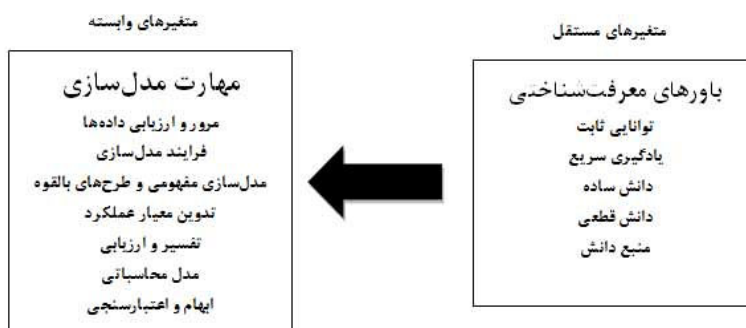 متغیرهای مستقل
باورهای معرفت‌شناختی
توانایی ثابت
یادگیری سریع
دانش ساده
دانش قطعی
منبع دانش
متغیرهای وابسته
مهارت مدل‌سازی
مرور و ارزیابی داده‌ها
فرایند مدل‌سازی
مدل‌سازی مفهومی و طرح‌های بالقوه
تدوین معیار عملکرد
تفسیر و ارزیابی
مدل محاسباتی
ابهام و اعتبارسنجی